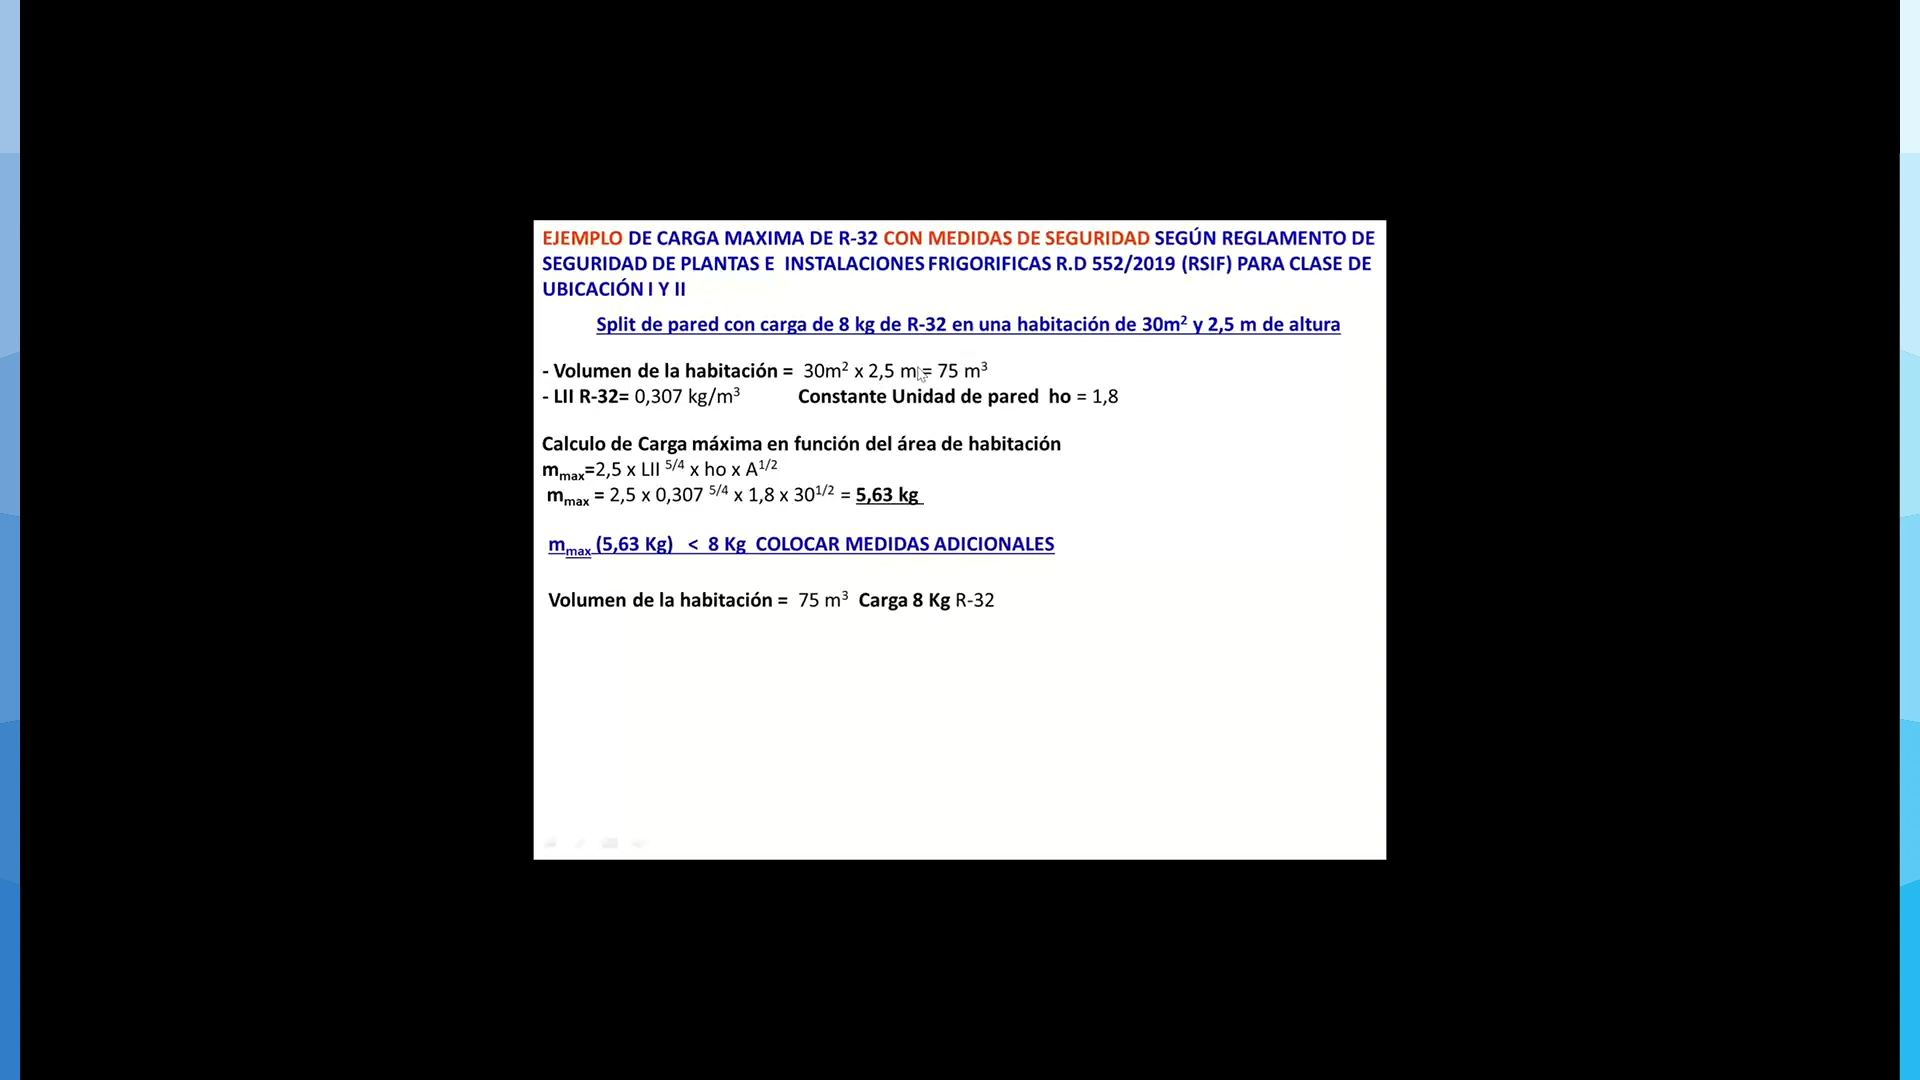 EJEMPLO DE CARGA MAXIMA DE R-32 CON MEDIDAS DE SEGURIDAD SEGÚN REGLAMENTO DE
SEGURIDAD DE PLANTAS E INSTALACIONES FRIGORIFICAS R.D 552/2019 (RSIF) PARA CLASE DE
UBICACIÓN I Y II
Split de pared con carga de 8 kg de R-32 en una habitación de 30m² y 2,5 m de altura
- Volumen de la habitación = 30m² x 2,5 m = 75 m³
- LII R-32= 0,307 kg/m³ Constante Unidad de pared ho = 1,8
Calculo de Carga máxima en función del área de habitación
mmax=2,5 x LII 5/4 x ho x A1/2
mmax = 2,5 x 0,307 5/4 x 1,8 x 301/2 = 5,63 kg
mmax (5,63 Kg) < 8 Kg COLOCAR MEDIDAS ADICIONALES
Volumen de la habitación = 75 m³ Carga 8 Kg R-32